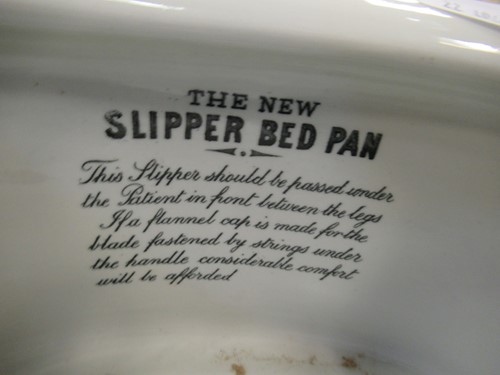 THE NEW
SLIPPER BED PAN
This Slipper should be passed under
the Patient in front between the legs
If a flannel cap is made for the
blade fastened by strings under
the handle considerable comfort
will be afforded